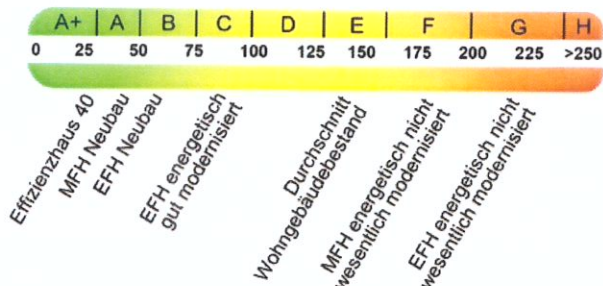 A+ A B C D E F G H
0 25 50 75 100 125 150 175 200 225 >250
Effizienzhaus 40
MFH Neubau
EFH Neubau
EFH energetisch
gut modernisiert
Durchschnitt
Wohngebäudebestand
MFH energetisch nicht
wesentlich modernisiert
EFH energetisch nicht
wesentlich modernisiert